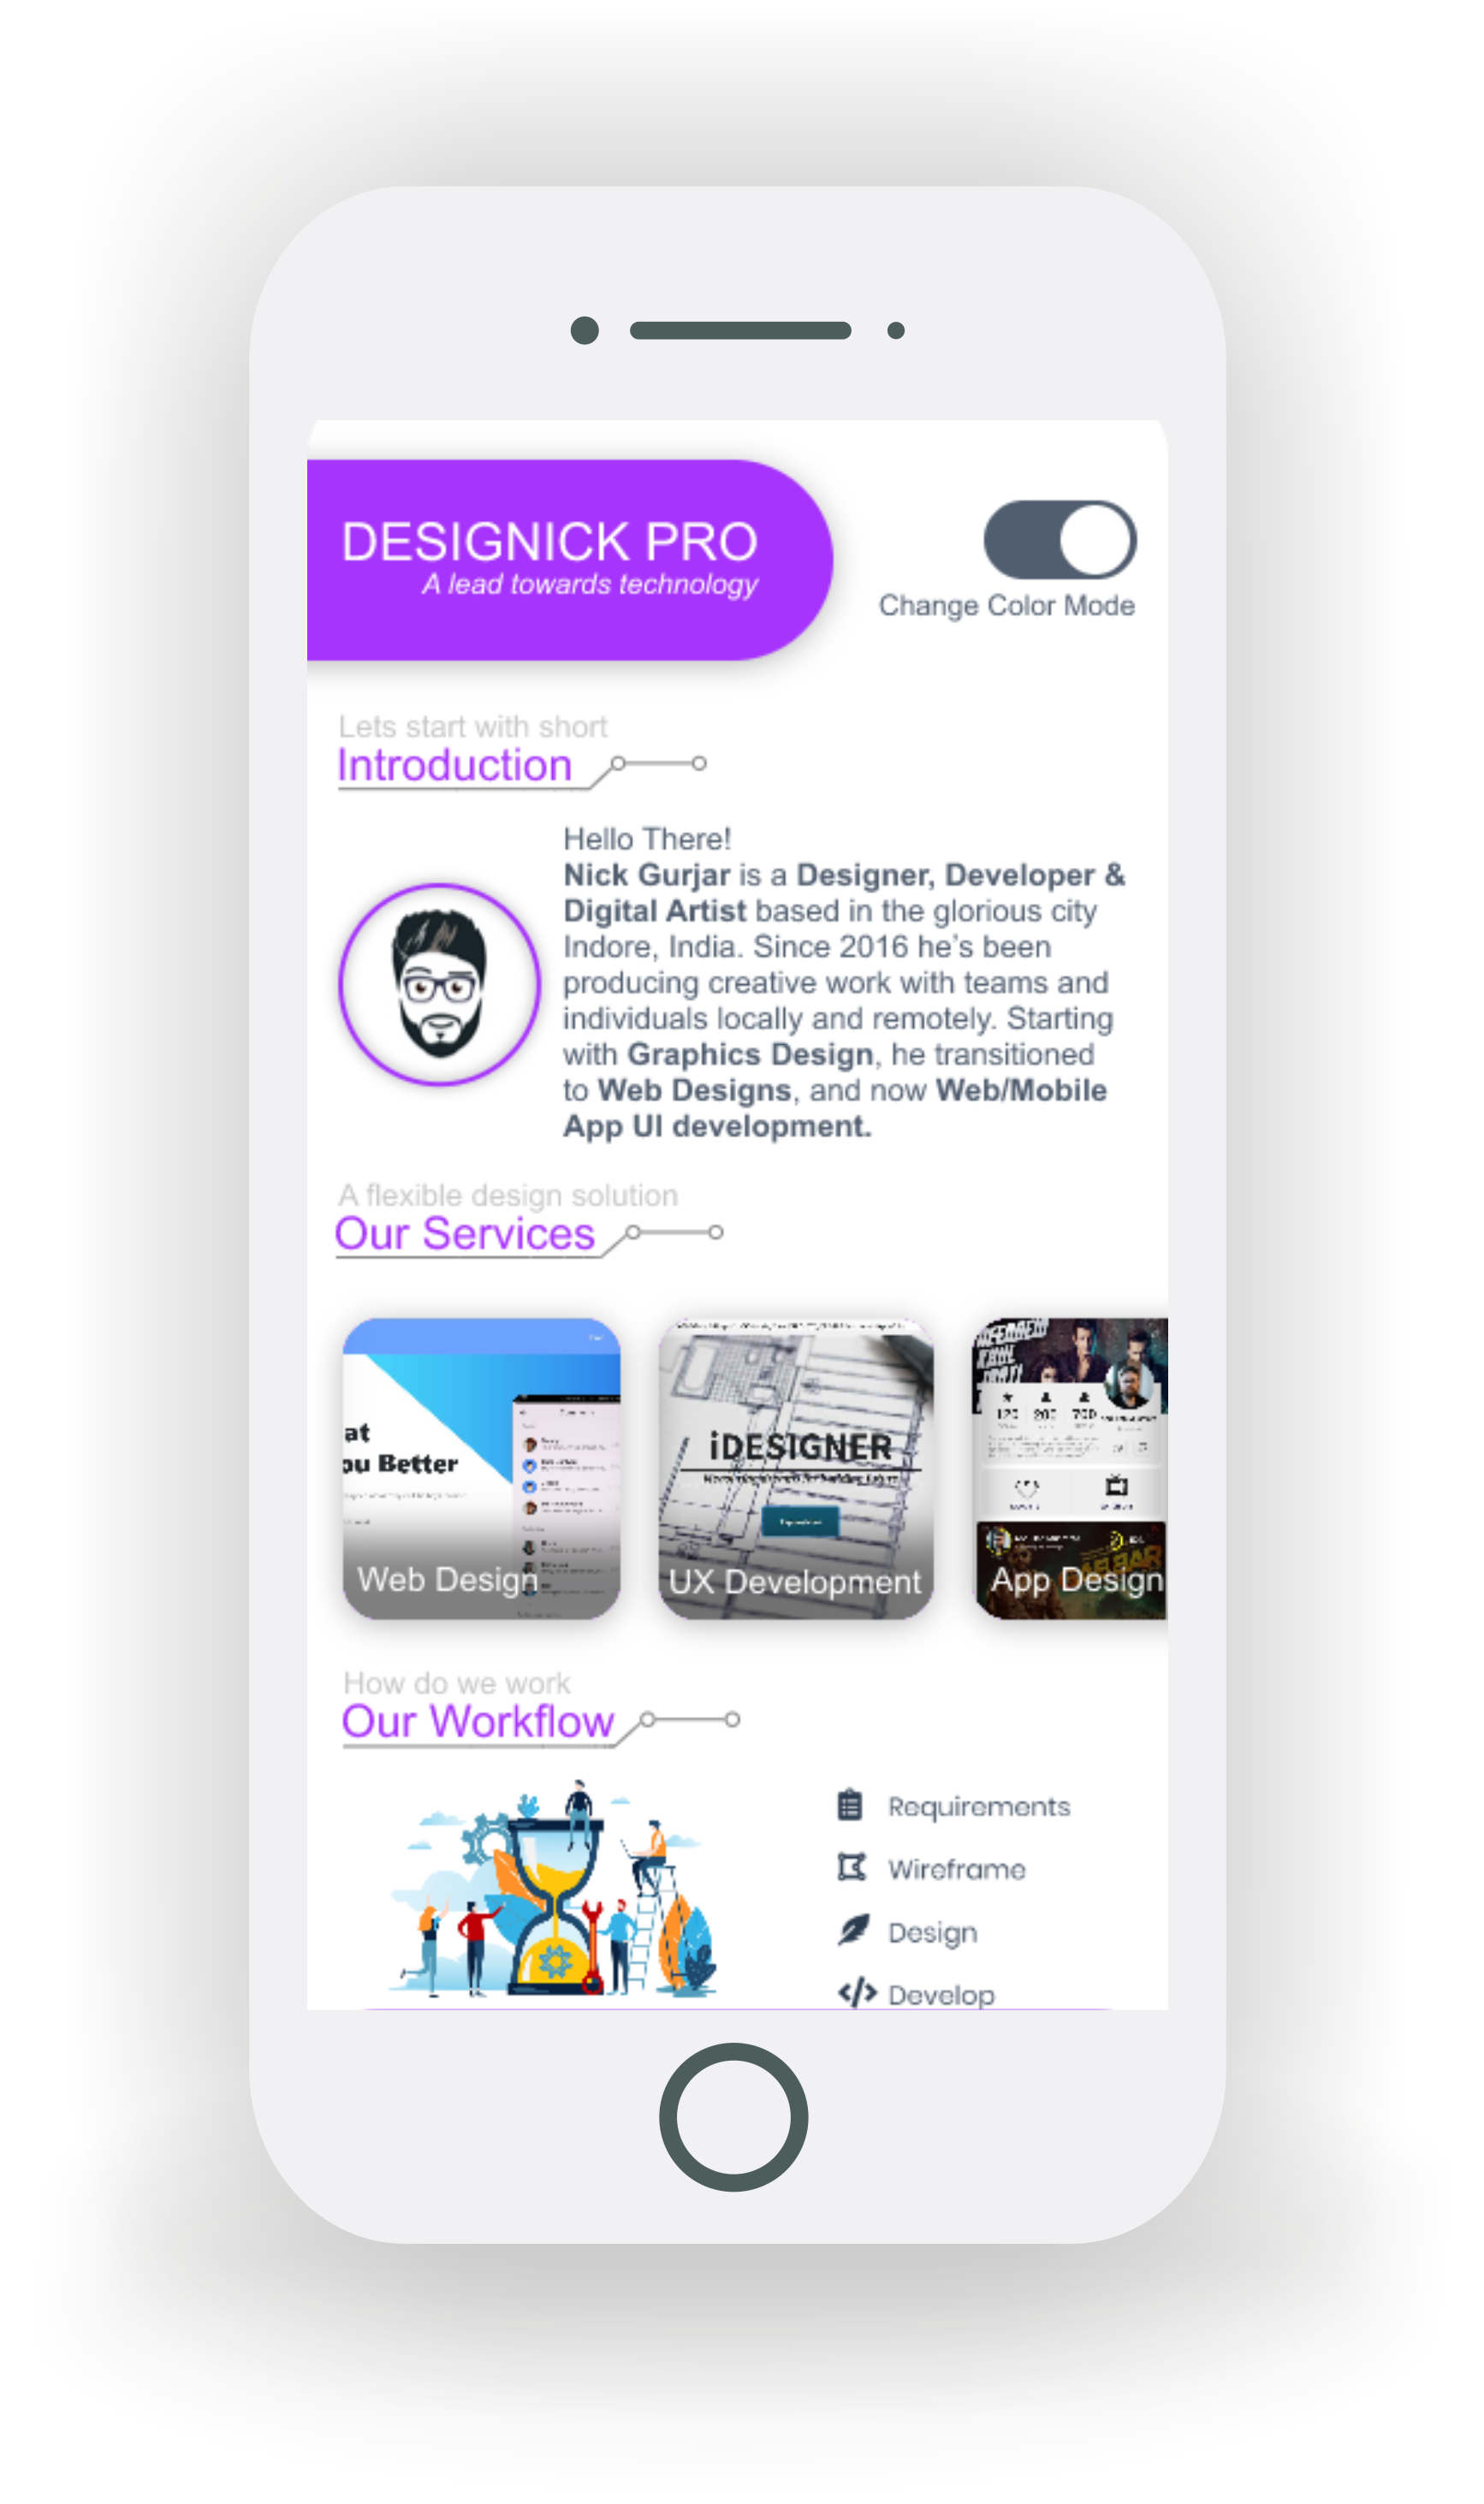 DESIGNICK PRO
A lead towards technology
Change Color Mode
Lets start with short
Introduction
Hello There!
Nick Gurjar is a Designer, Developer &
Digital Artist based in the glorious city
Indore, India. Since 2016 he’s been
producing creative work with teams and
individuals locally and remotely. Starting
with Graphics Design, he transitioned
to Web Designs, and now Web/Mobile
App UI development.
A flexible design solution
Our Services
at
ou Better
Web Design
iDESIGNER
UX Development
120 200 700
App Design
How do we work
Our Workflow
Requirements
Wireframe
Design
Develop